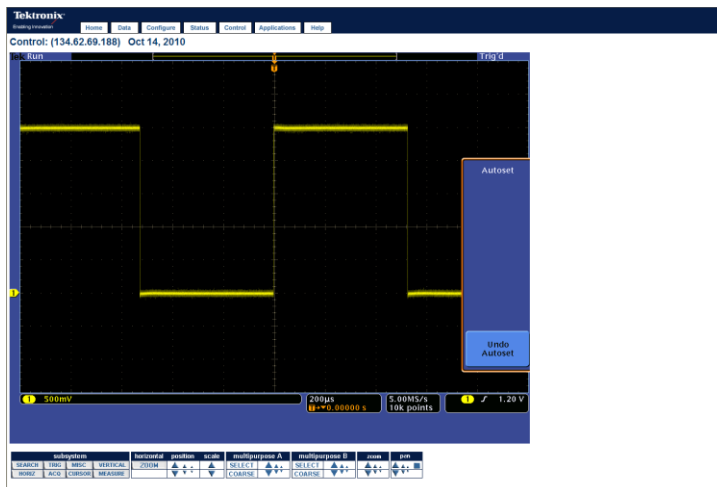 Tektronix
Enabling Innovation
Home Data Configure Status Control Applications Help
Control: (134.62.69.188) Oct 14, 2010
Tek Run Trig'd
Autoset
Undo
Autoset
1
1 500mV
200µs
T→▼0.00000 s
5.00MS/s
10k points
1 1.20 V
subsystem
SEARCH TRIG MISC VERTICAL
HORIZ ACQ CURSOR MEASURE
horizontal position scale
ZOOM
multipurpose A
SELECT
COARSE
multipurpose B
SELECT
COARSE
zoom
pan